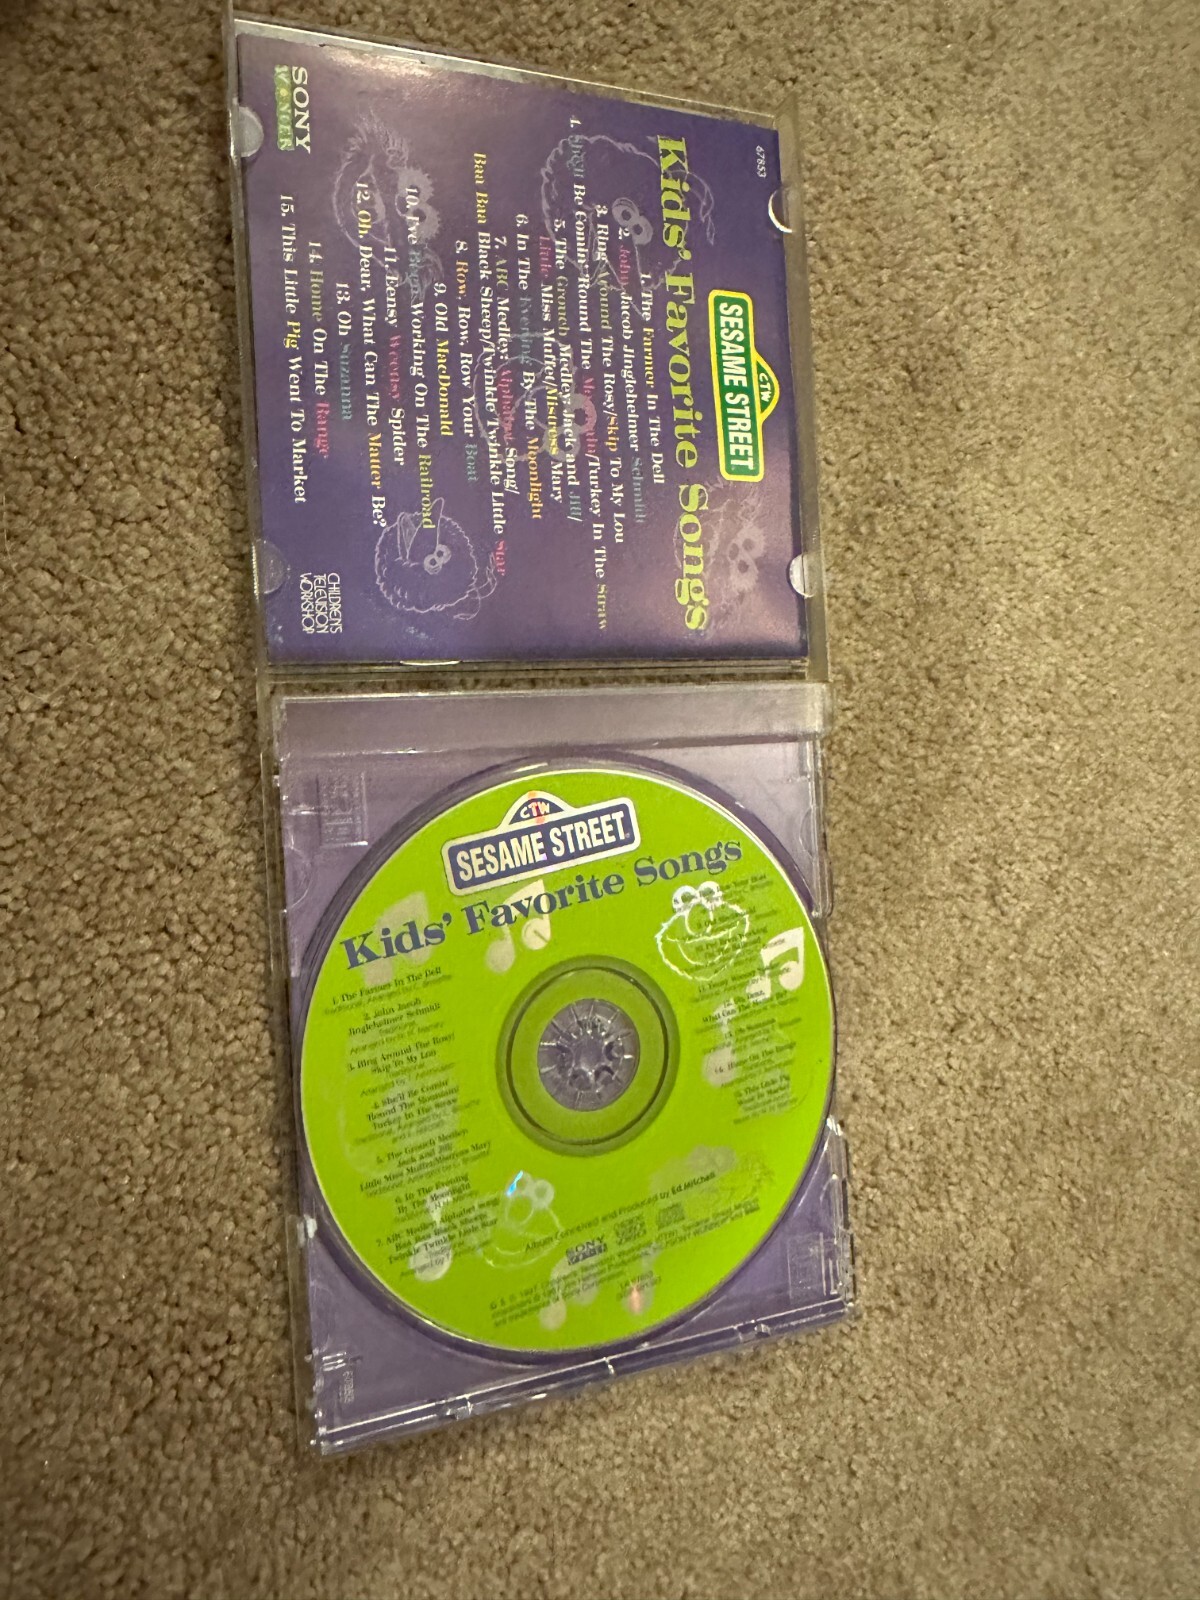 67853
CTW
SESAME STREET
Kids' Favorite Songs
1. The Farmer In The Dell
2. John Jacob Jingleheimer Schmidt
3. Ring Around The Rosy/Skip To My Lou
4. She'll Be Comin' 'Round The Mountain/Turkey In The Straw
5. The Grouch Medley: Jack and Jill/
Little Miss Muffet/Mistress Mary
6. In The Evening By The Moonlight
7. ABC Medley: Alphabet Song/
Baa Baa Black Sheep/Twinkle Twinkle Little Star
8. Row, Row, Row Your Boat
9. Old MacDonald
10. I've Been Working On The Railroad
11. Eensy Weensy Spider
12. Oh, Dear, What Can The Matter Be?
13. Oh Suzanna
14. Home On The Range
15. This Little Pig Went To Market
SONY
WONDER
CHILDREN'S
TELEVISION
WORKSHOP
CTW
SESAME STREET
Kids' Favorite Songs
1. The Farmer In The Dell
2. John Jacob
Jingleheimer Schmidt
3. Ring Around The Rosy/
Skip To My Lou
4. She'll Be Comin'
'Round The Mountain/
Turkey In The Straw
5. The Grouch Medley:
Jack and Jill/
Little Miss Muffet/Mistress Mary
6. In The Evening
By The Moonlight
7. ABC Medley: Alphabet Song/
Baa Baa Black Sheep/
Twinkle Twinkle Little Star
11. Eensy Weensy
12. Oh, Dear,
What Can The Matter Be?
13. Oh Suzanna
14. Home On The Range
15. This Little Pig
Went To Market
Album Conceived and Produced by Ed Mitchell
SONY
WONDER